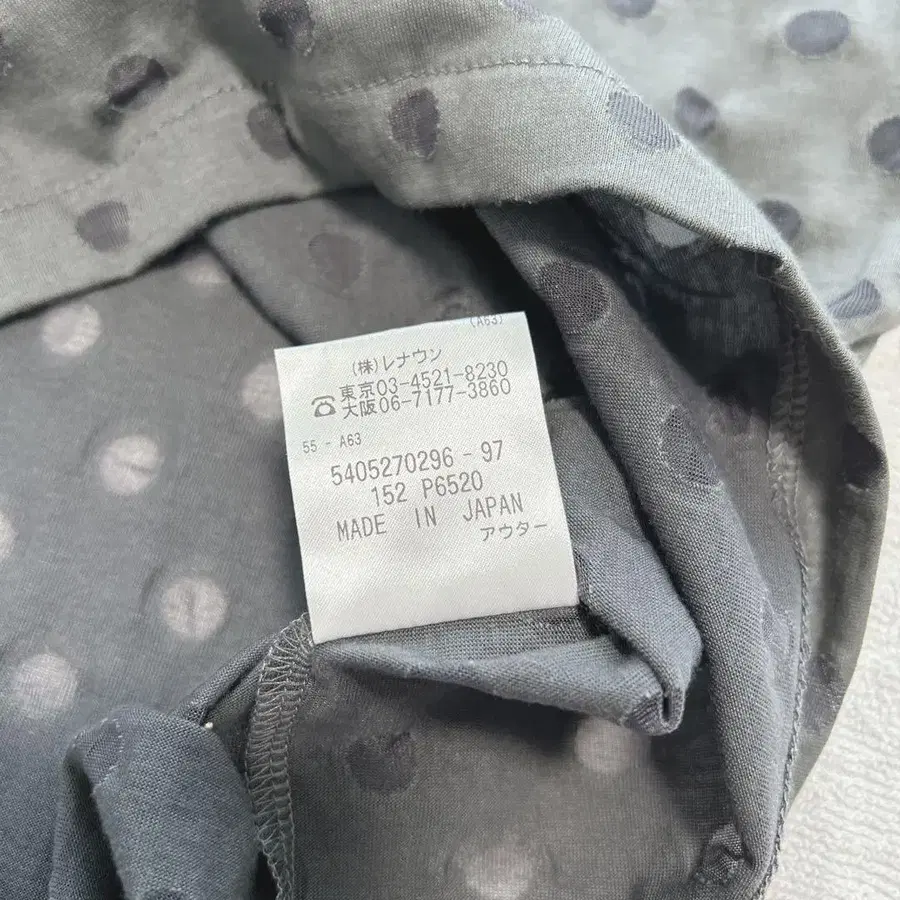 (A63)
(株)レナウン
東京03-4521-8230
☎大阪06-7177-3860
55 - A63
5405270296 - 97
152 P6520
MADE IN JAPAN
アウター